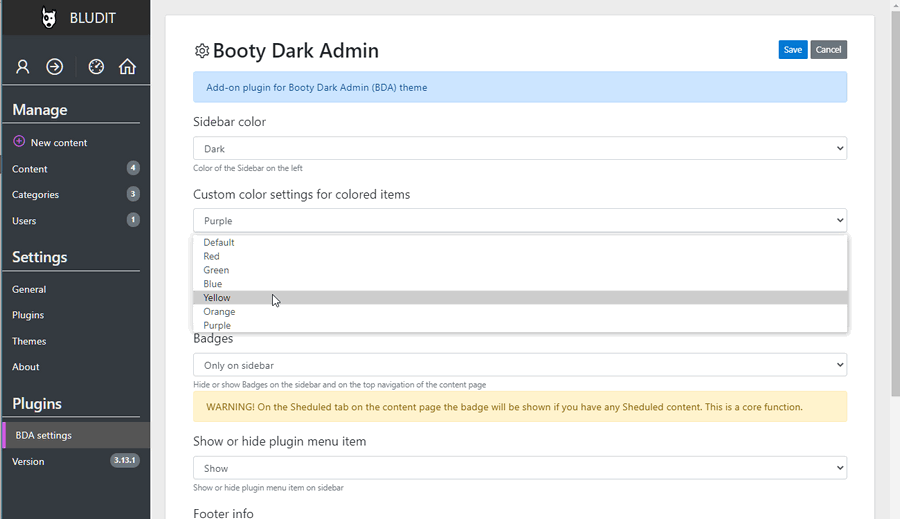 BLUDIT
Manage
New content
Content 4
Categories 3
Users 1
Settings
General
Plugins
Themes
About
Plugins
BDA settings
Version 3.13.1
Booty Dark Admin
Save Cancel
Add-on plugin for Booty Dark Admin (BDA) theme
Sidebar color
Dark
Color of the Sidebar on the left
Custom color settings for colored items
Purple
Default
Red
Green
Blue
Yellow
Orange
Purple
Badges
Only on sidebar
Hide or show Badges on the sidebar and on the top navigation of the content page
WARNING! On the Sheduled tab on the content page the badge will be shown if you have any Sheduled content. This is a core function.
Show or hide plugin menu item
Show
Show or hide plugin menu item on sidebar
Footer info